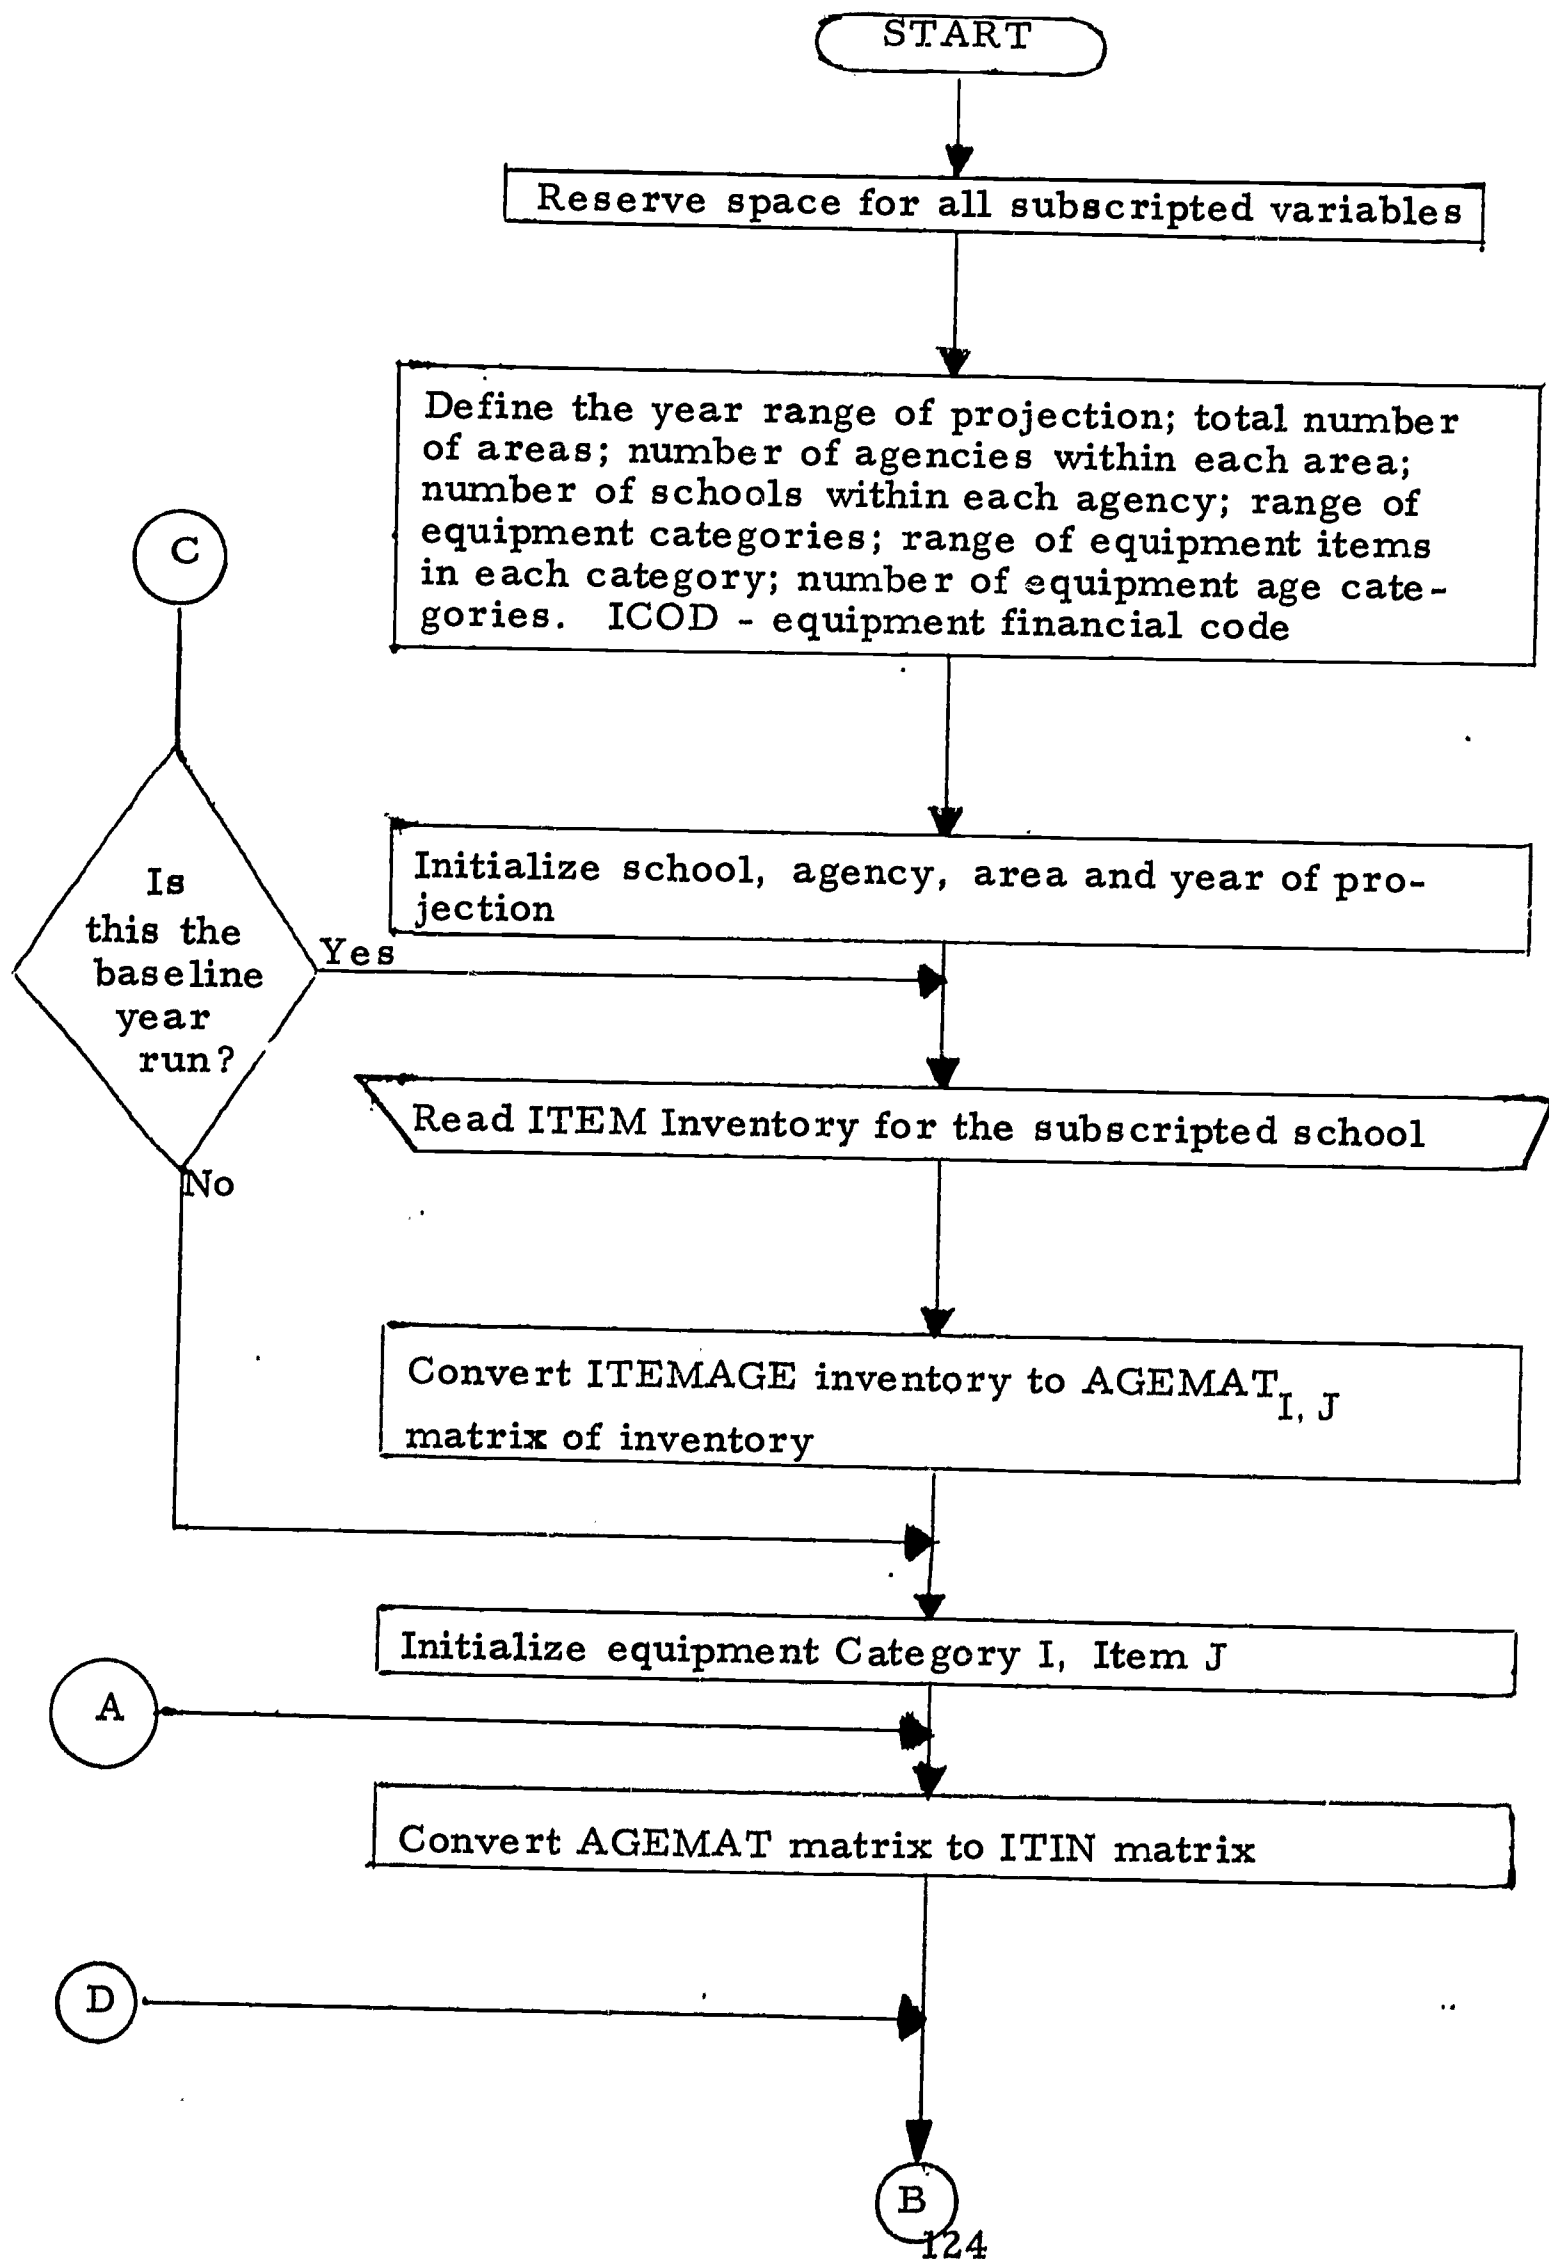 START
Reserve space for all subscripted variables
Define the year range of projection; total number
of areas; number of agencies within each area;
number of schools within each agency; range of
equipment categories; range of equipment items
in each category; number of equipment age cate-
gories. ICOD - equipment financial code
C
Is
this the
baseline
year
run?
Yes
No
Initialize school, agency, area and year of pro-
jection
Read ITEM Inventory for the subscripted school
Convert ITEMAGE inventory to AGEMAT I, J
matrix of inventory
Initialize equipment Category I, Item J
A
Convert AGEMAT matrix to ITIN matrix
D
B
124